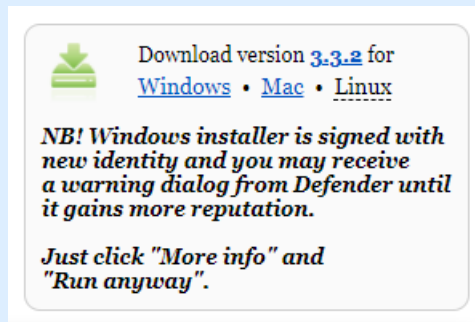 Download version 3.3.2 for
Windows • Mac • Linux
NB! Windows installer is signed with
new identity and you may receive
a warning dialog from Defender until
it gains more reputation.
Just click "More info" and
"Run anyway".